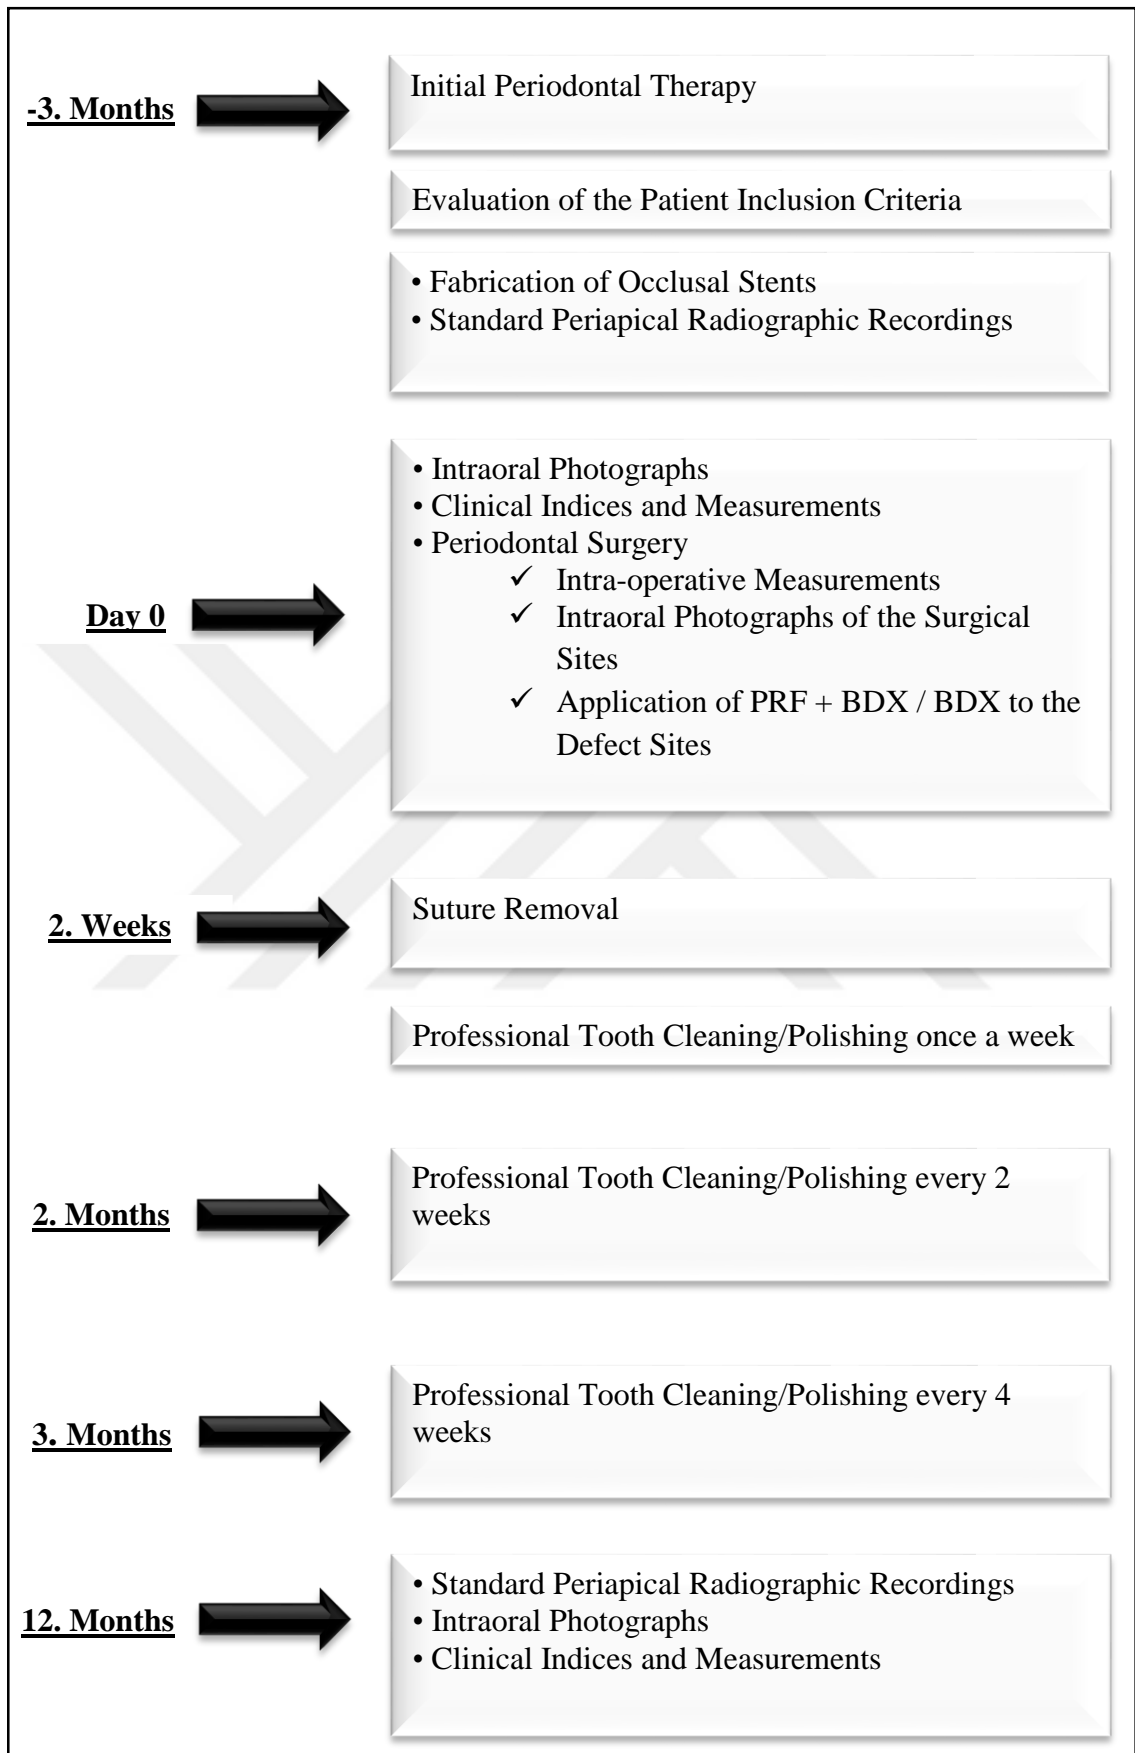 -3. Months
Initial Periodontal Therapy
Evaluation of the Patient Inclusion Criteria
• Fabrication of Occlusal Stents
• Standard Periapical Radiographic Recordings
Day 0
• Intraoral Photographs
• Clinical Indices and Measurements
• Periodontal Surgery
✓ Intra-operative Measurements
✓ Intraoral Photographs of the Surgical
Sites
✓ Application of PRF + BDX / BDX to the
Defect Sites
2. Weeks
Suture Removal
Professional Tooth Cleaning/Polishing once a week
2. Months
Professional Tooth Cleaning/Polishing every 2
weeks
3. Months
Professional Tooth Cleaning/Polishing every 4
weeks
12. Months
• Standard Periapical Radiographic Recordings
• Intraoral Photographs
• Clinical Indices and Measurements